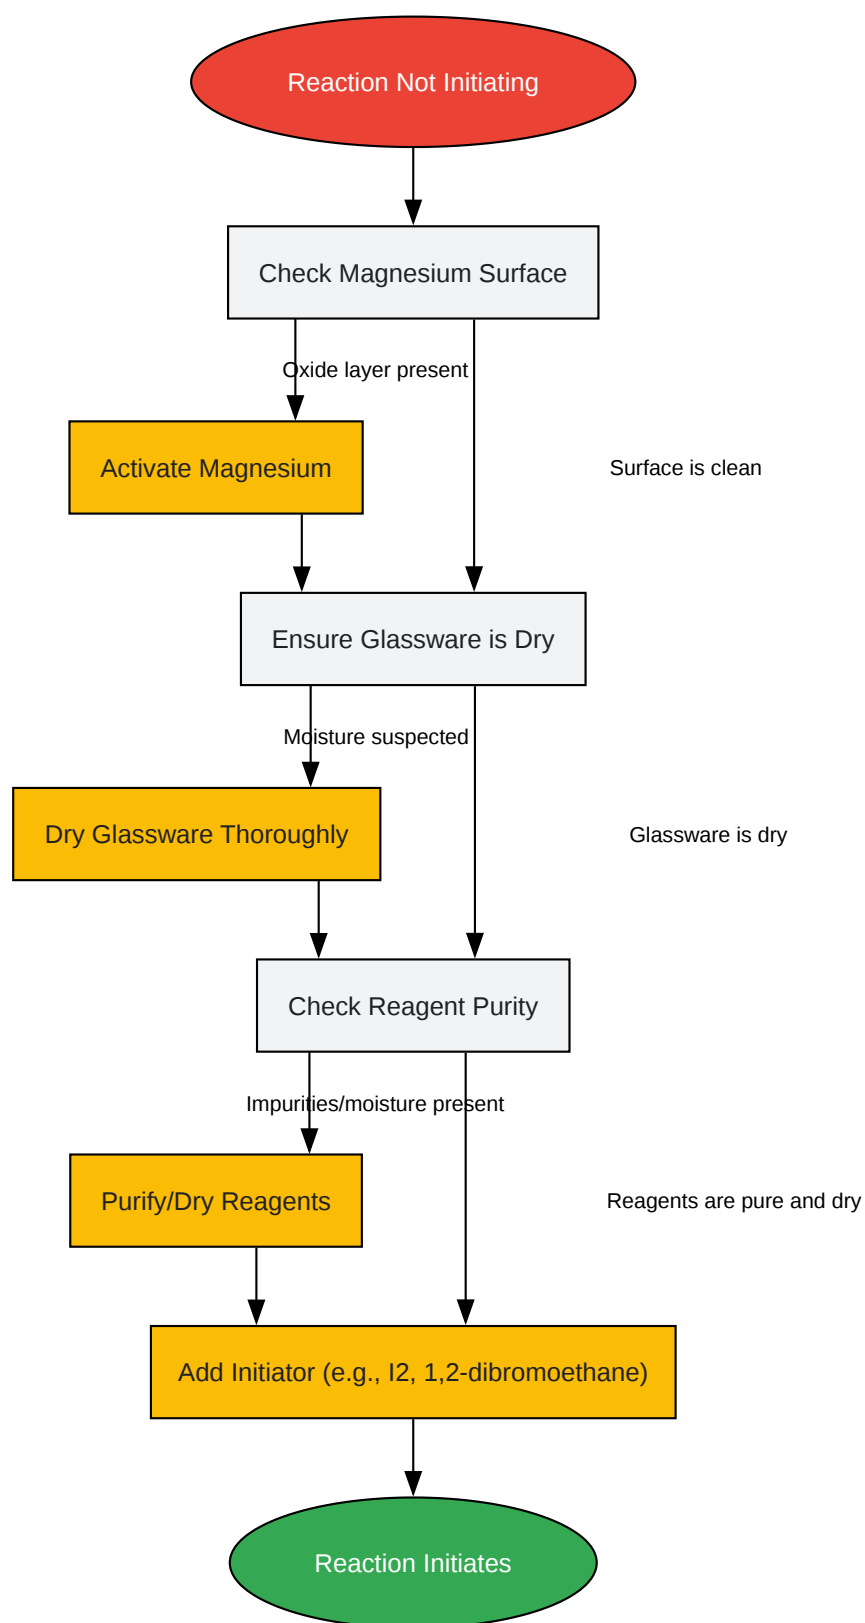 Reaction Not Initiating
Check Magnesium Surface
Oxide layer present
Activate Magnesium
Surface is clean
Ensure Glassware is Dry
Moisture suspected
Dry Glassware Thoroughly
Glassware is dry
Check Reagent Purity
Impurities/moisture present
Purify/Dry Reagents
Reagents are pure and dry
Add Initiator (e.g., I2, 1,2-dibromoethane)
Reaction Initiates